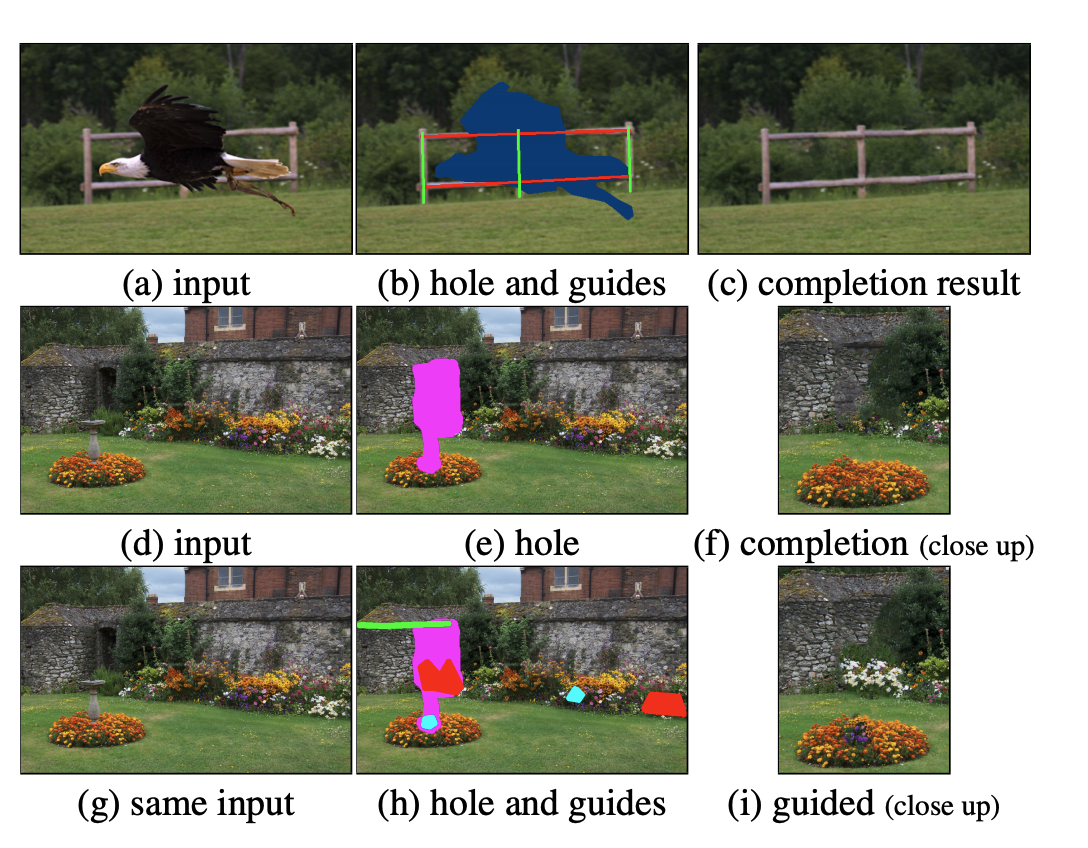 (a) input
(b) hole and guides
(c) completion result
(d) input
(e) hole
(f) completion (close up)
(g) same input
(h) hole and guides
(i) guided (close up)